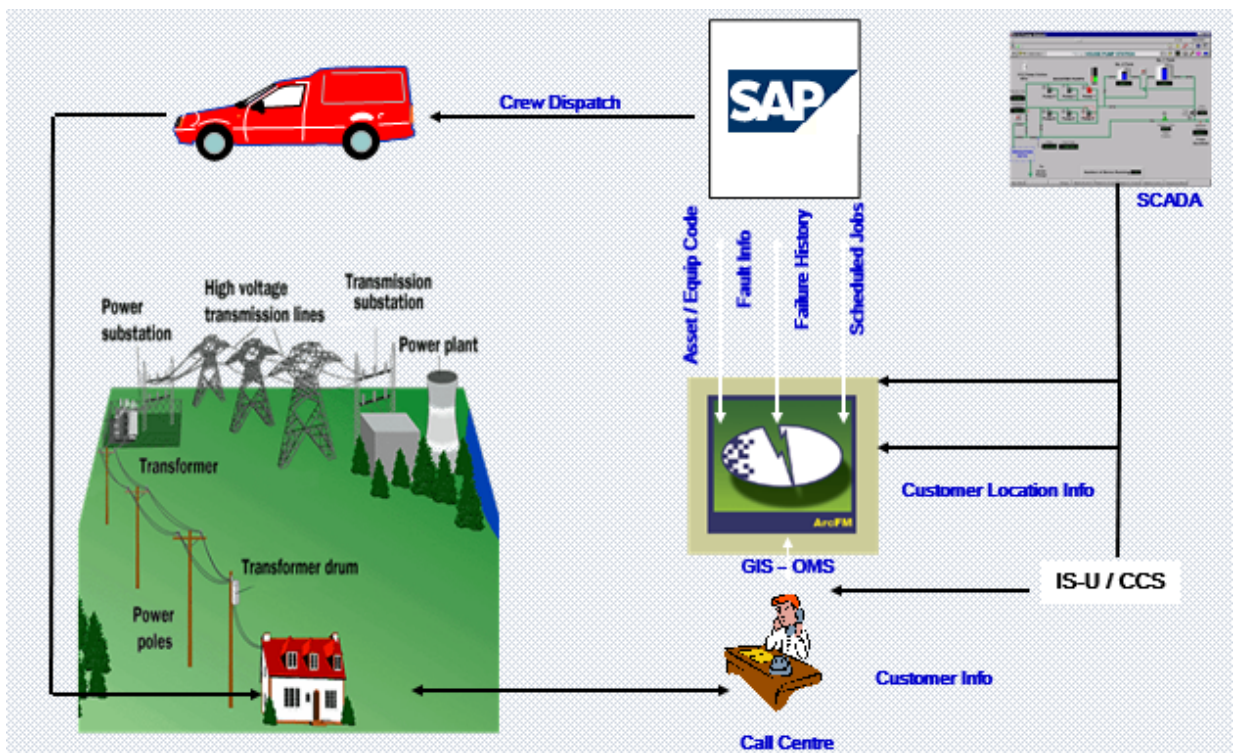 Crew Dispatch
SAP
SCADA
Asset / Equip Code
Fault Info
Failure History
Scheduled Jobs
High voltage
transmission lines
Transmission
substation
Power
substation
Power plant
Transformer
Transformer drum
Power
poles
ArcFM
GIS – OMS
Customer Location Info
IS-U / CCS
Customer Info
Call Centre